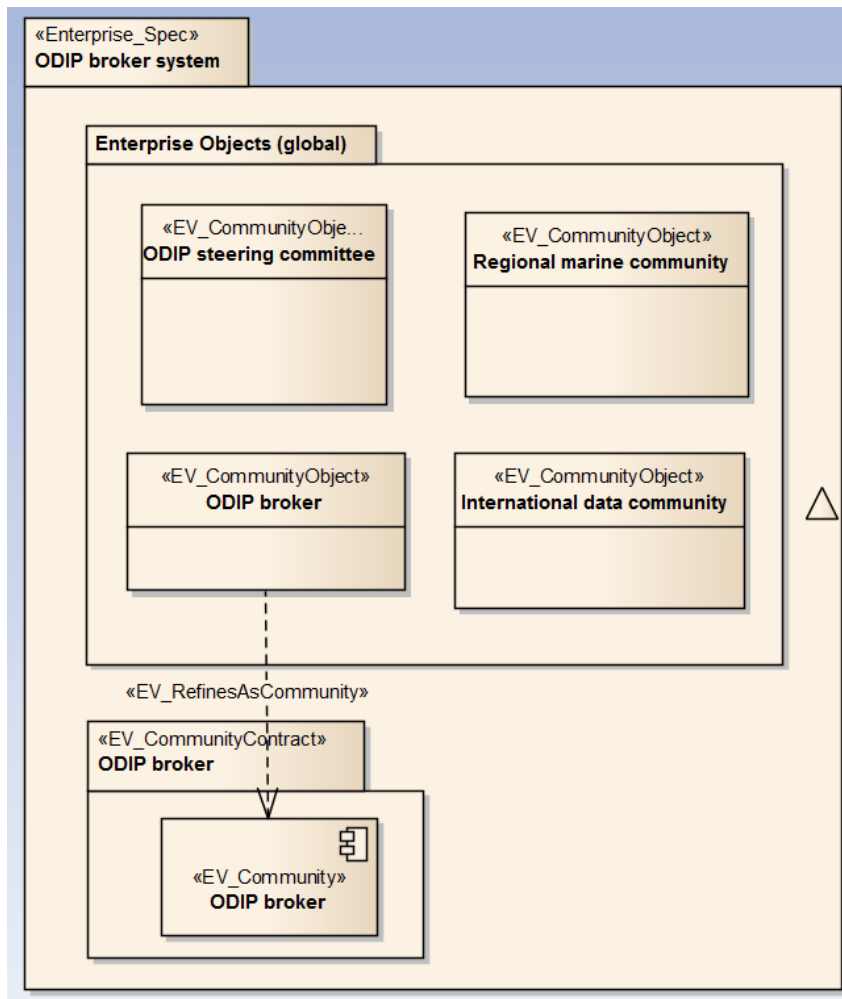 «Enterprise_Spec»
ODIP broker system
Enterprise Objects (global)
«EV_CommunityObje...
ODIP steering committee
«EV_CommunityObject»
Regional marine community
«EV_CommunityObject»
ODIP broker
«EV_CommunityObject»
International data community
«EV_RefinesAsCommunity»
«EV_CommunityContract»
ODIP broker
«EV_Community»
ODIP broker